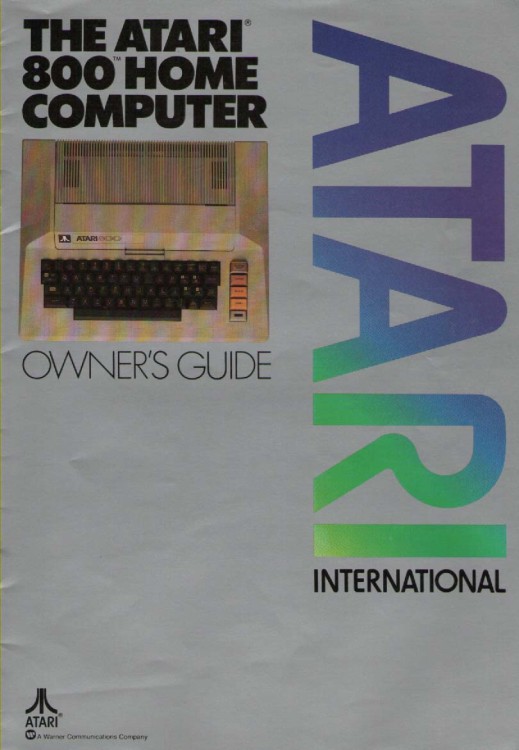 THE ATARI®
800™ HOME
COMPUTER
ATARI 800
OWNER'S GUIDE
ATARI
INTERNATIONAL
ATARI®
W A Warner Communications Company